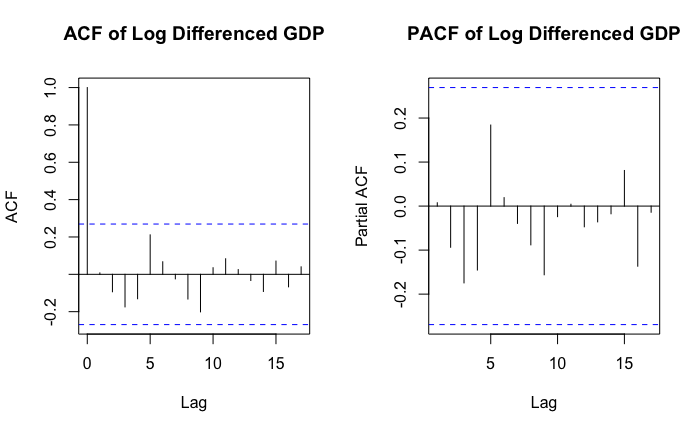 ACF of Log Differenced GDP
ACF
1.0
0.8
0.6
0.4
0.2
-0.2
0 5 10 15
Lag
PACF of Log Differenced GDP
Partial ACF
0.2
0.1
0.0
-0.1
-0.2
5 10 15
Lag